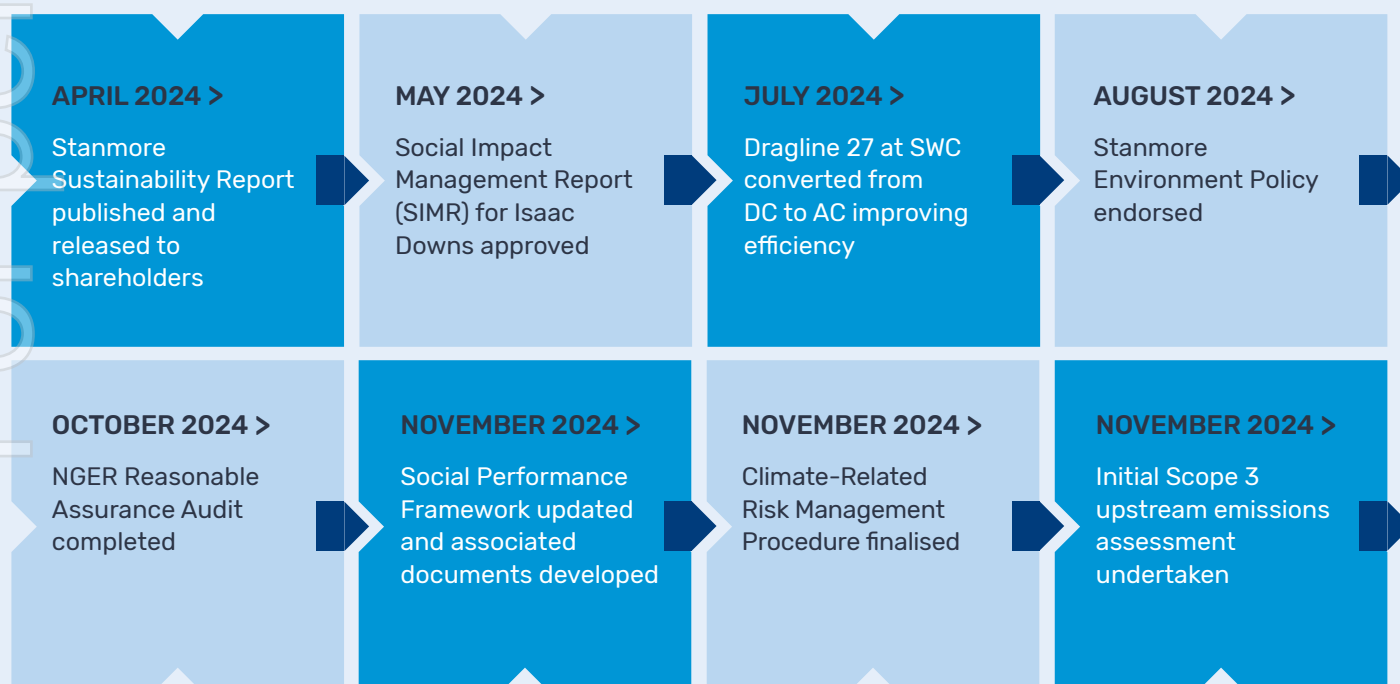 APRIL 2024 >
Stanmore
Sustainability Report
published and
released to
shareholders
MAY 2024 >
Social Impact
Management Report
(SIMR) for Isaac
Downs approved
JULY 2024 >
Dragline 27 at SWC
converted from
DC to AC improving
efficiency
AUGUST 2024 >
Stanmore
Environment Policy
endorsed
OCTOBER 2024 >
NGER Reasonable
Assurance Audit
completed
NOVEMBER 2024 >
Social Performance
Framework updated
and associated
documents developed
NOVEMBER 2024 >
Climate-Related
Risk Management
Procedure finalised
NOVEMBER 2024 >
Initial Scope 3
upstream emissions
assessment
undertaken